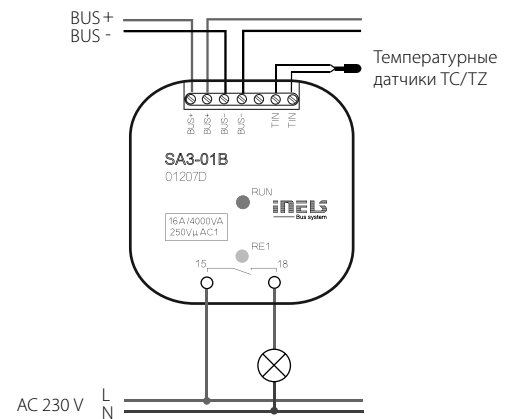 BUS +
BUS -
Температурные
датчики TC/TZ
BUS+ BUS+ BUS- BUS- TIN TIN
SA3-01B
01207D
RUN
iNELS
Bus system
16A/4000VA
250Vµ AC1
RE1
15 18
AC 230 V
L
N